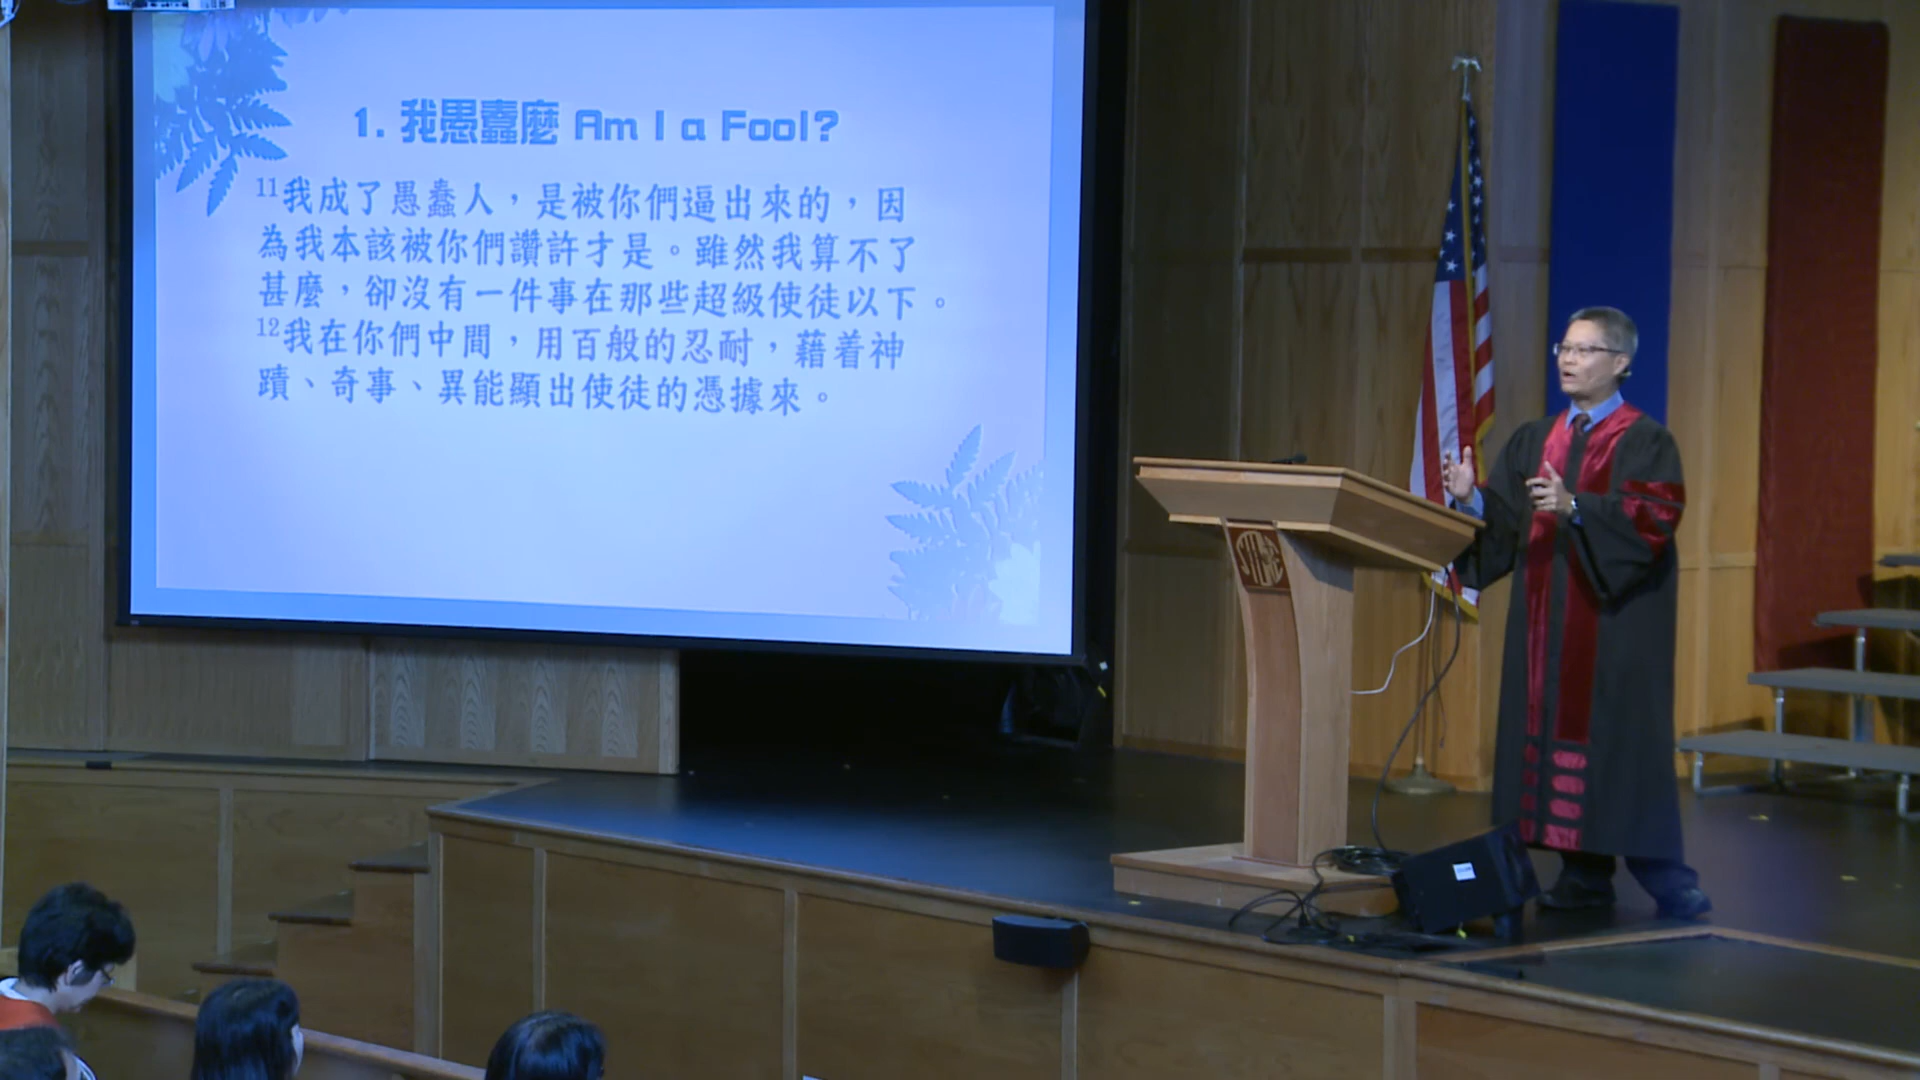 1. 我愚蠢麼 Am I a Fool?
11我成了愚蠢人，是被你們逼出來的，因
為我本該被你們讚許才是。雖然我算不了
甚麼，卻沒有一件事在那些超級使徒以下。
12我在你們中間，用百般的忍耐，藉着神
蹟、奇事、異能顯出使徒的憑據來。